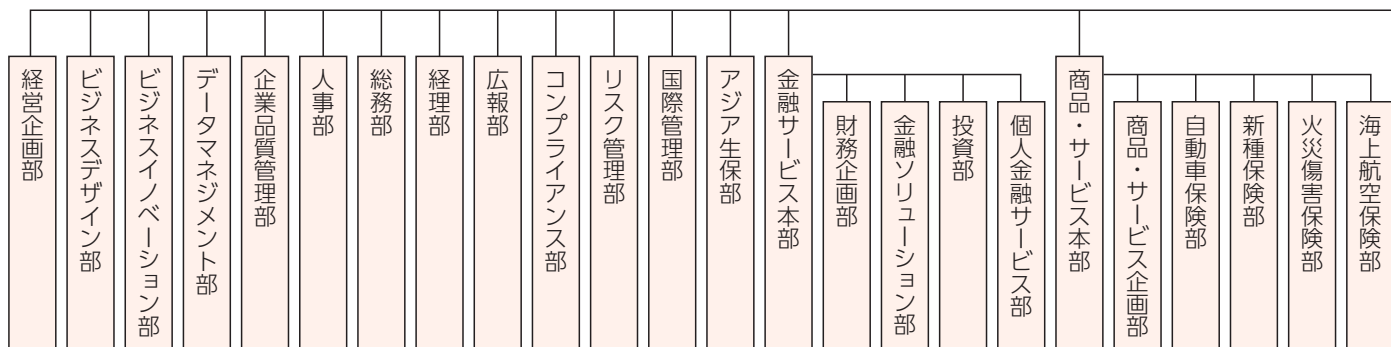 経営企画部
ビジネスデザイン部
ビジネスイノベーション部
データマネジメント部
企業品質管理部
人事部
総務部
経理部
広報部
コンプライアンス部
リスク管理部
国際管理部
アジア生保部
金融サービス本部
財務企画部
金融ソリューション部
投資部
個人金融サービス部
商品・サービス本部
商品・サービス企画部
自動車保険部
新種保険部
火災傷害保険部
海上航空保険部